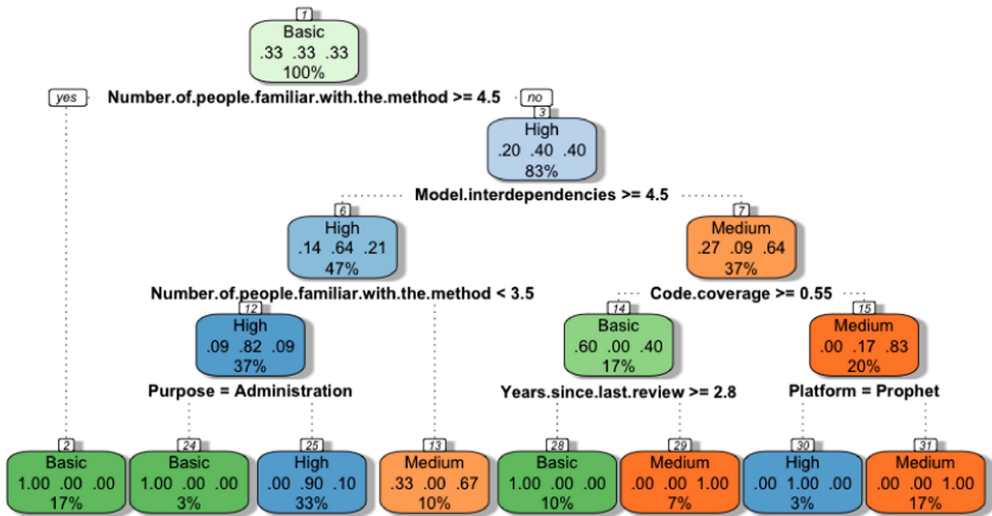 1
Basic
.33 .33 .33
100%
yes Number.of.people.familiar.with.the.method >= 4.5 no
3
High
.20 .40 .40
83%
Model.interdependencies >= 4.5
6
High
.14 .64 .21
47%
7
Medium
.27 .09 .64
37%
Number.of.people.familiar.with.the.method < 3.5
Code.coverage >= 0.55
12
High
.09 .82 .09
37%
14
Basic
.60 .00 .40
17%
15
Medium
.00 .17 .83
20%
Purpose = Administration
Years.since.last.review >= 2.8
Platform = Prophet
2
Basic
1.00 .00 .00
17%
24
Basic
1.00 .00 .00
3%
25
High
.00 .90 .10
33%
13
Medium
.33 .00 .67
10%
28
Basic
1.00 .00 .00
10%
29
Medium
.00 .00 1.00
7%
30
High
.00 1.00 .00
3%
31
Medium
.00 .00 1.00
17%